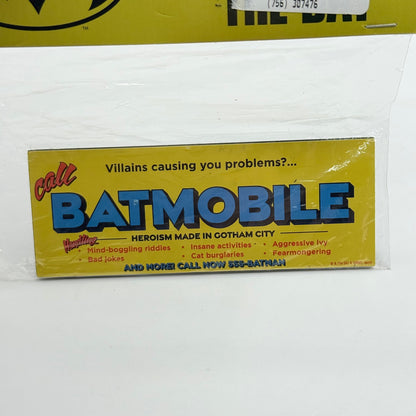 THE BAT
(756) 307476
TM
Villains causing you problems?...
Call
BATMOBILE
HEROISM MADE IN GOTHAM CITY
Handling:
• Mind-boggling riddles • Insane activities • Aggressive ivy
• Bad jokes • Cat burglaries • Fearmongering
AND MORE! CALL NOW 555-BATMAN